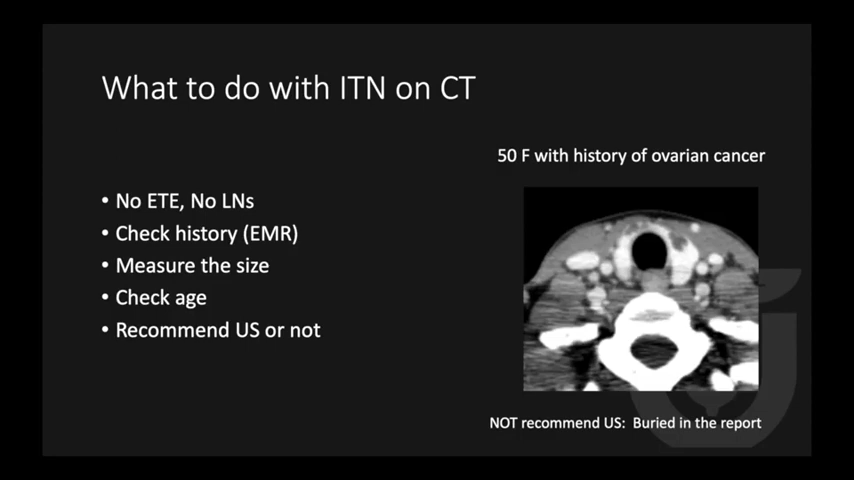 What to do with ITN on CT
50 F with history of ovarian cancer
• No ETE, No LNs
• Check history (EMR)
• Measure the size
• Check age
• Recommend US or not
NOT recommend US: Buried in the report